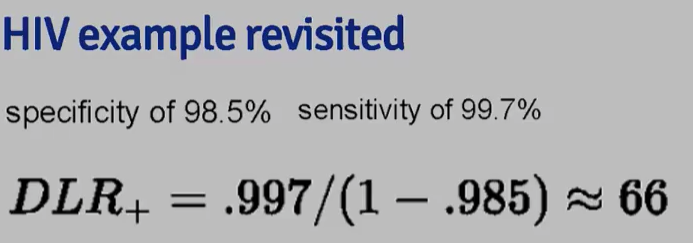 HIV example revisited
specificity of 98.5% sensitivity of 99.7%
DLR₊ = .997/(1 − .985) ≈ 66